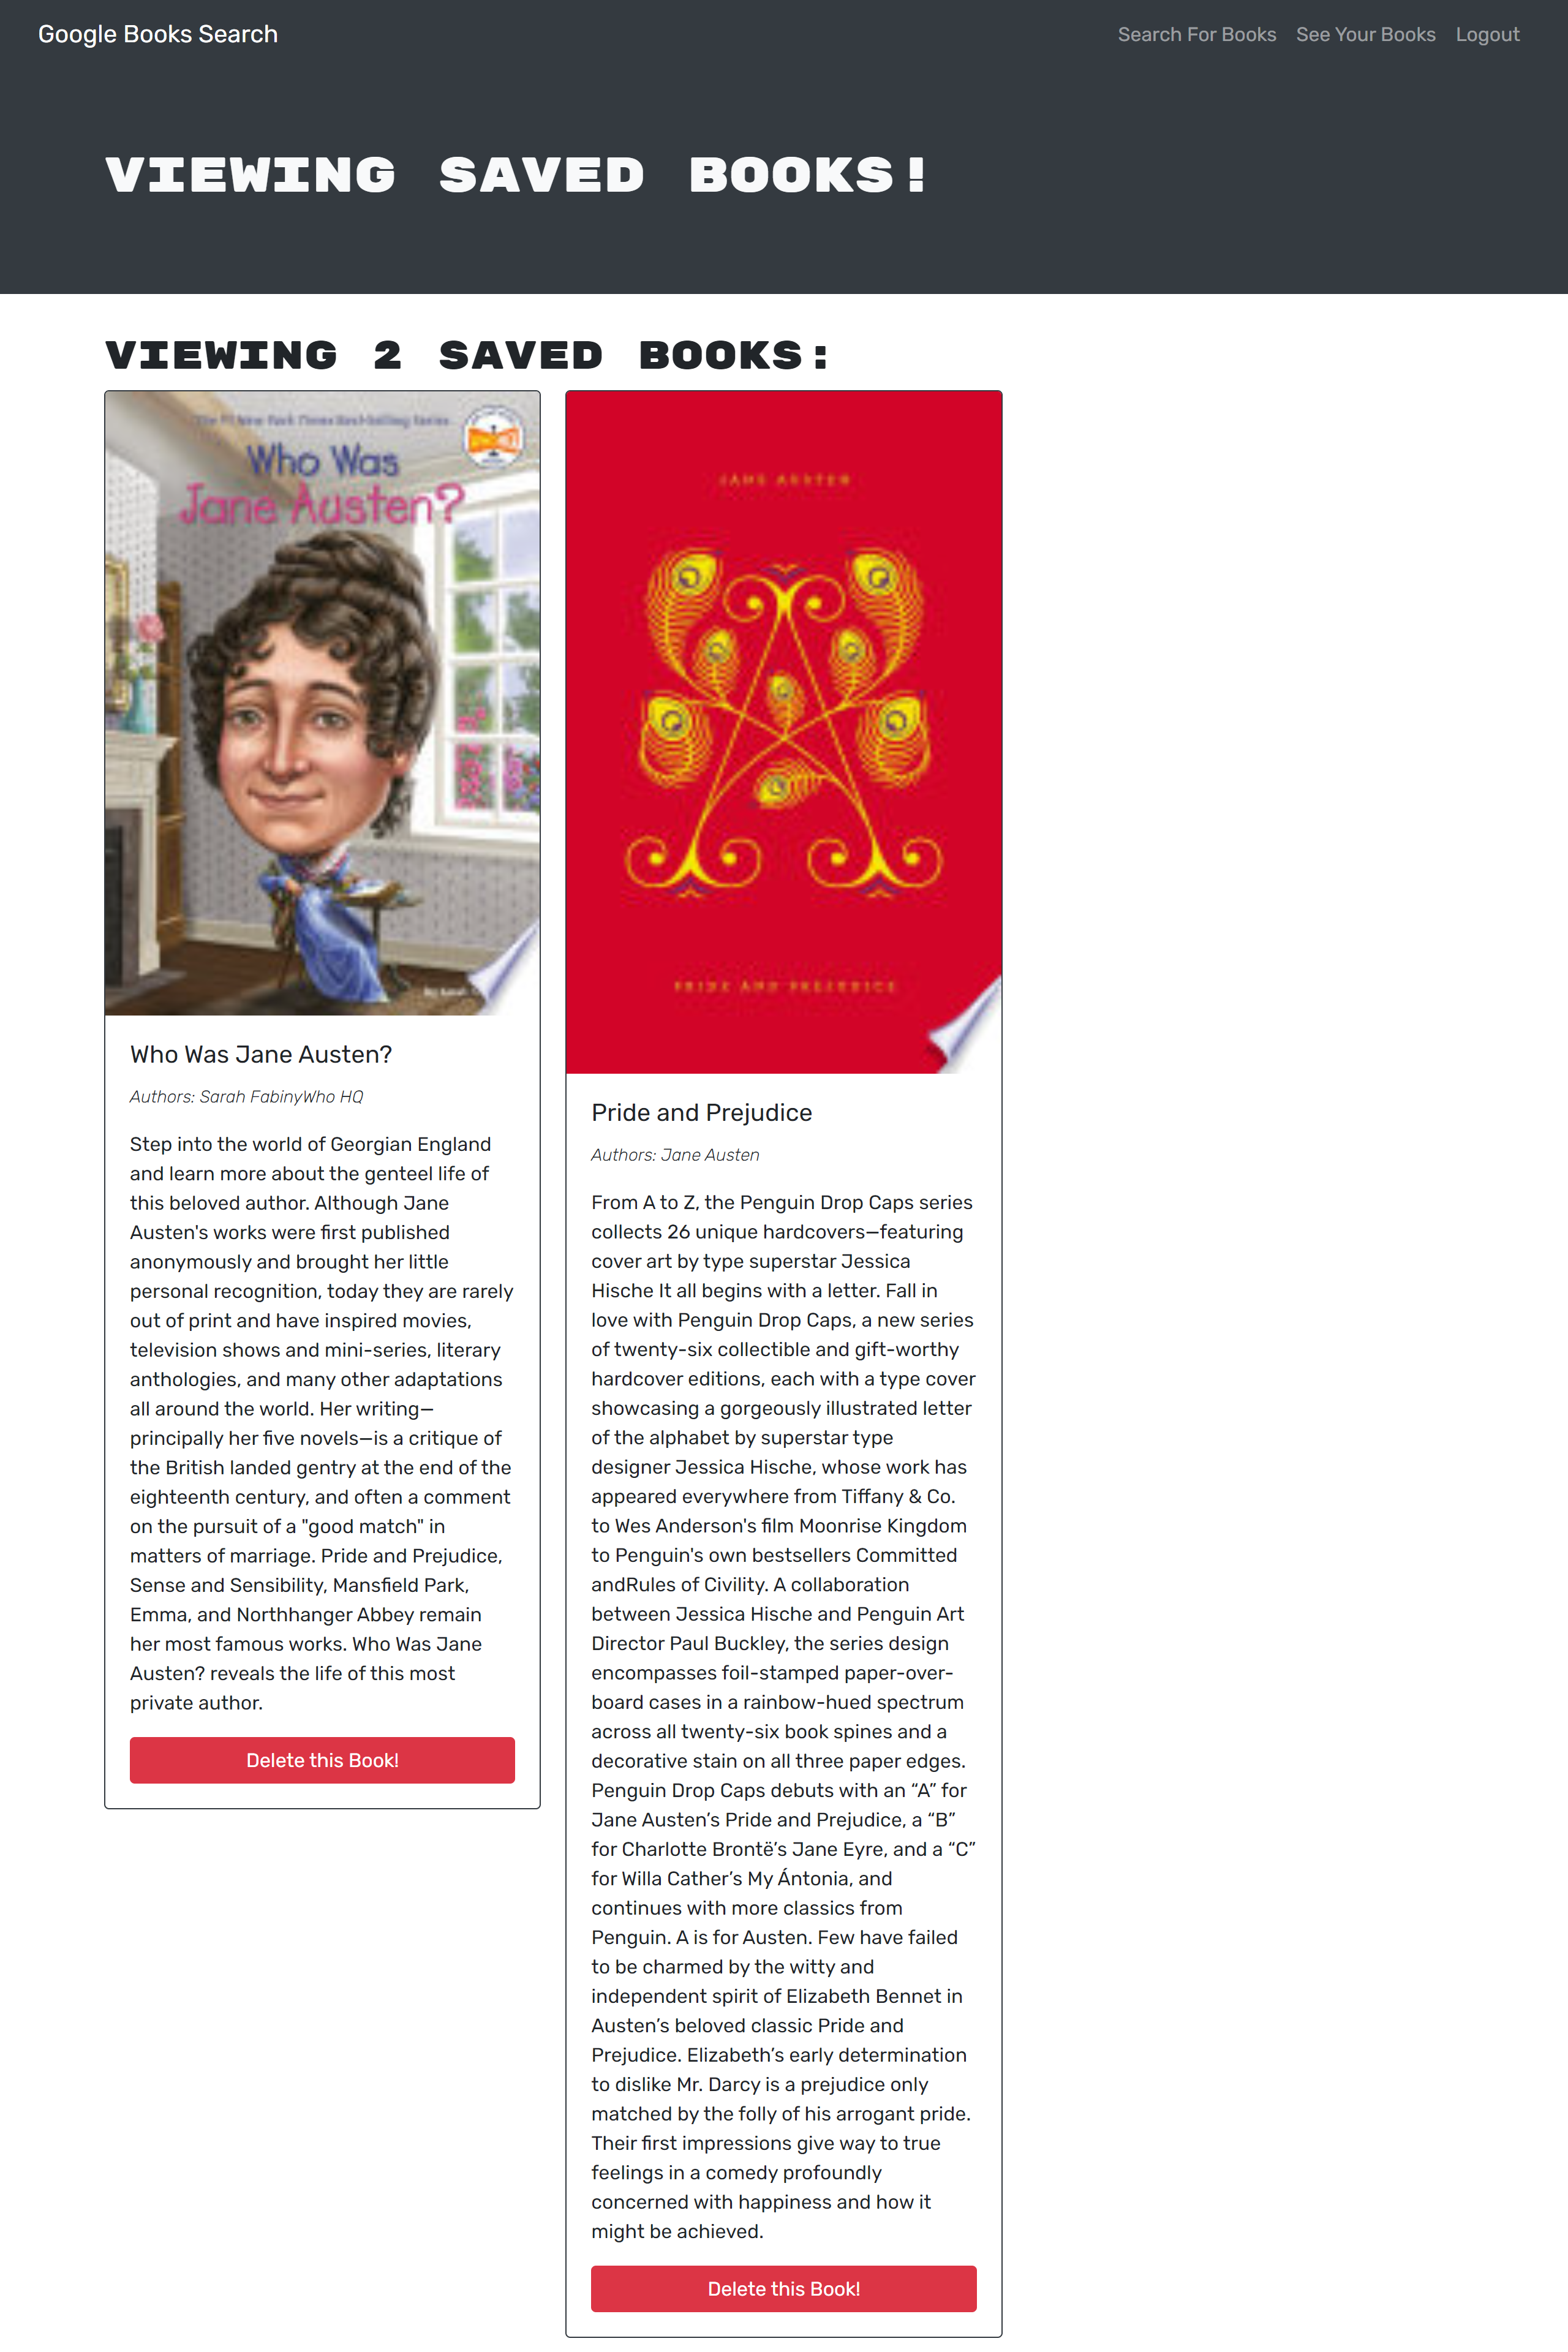 Google Books Search
Search For Books See Your Books Logout
VIEWING SAVED BOOKS!
VIEWING 2 SAVED BOOKS:
The #1 New York Times Best-Selling Series
Who Was
Jane Austen?
Who Was Jane Austen?
Authors: Sarah FabinyWho HQ
Step into the world of Georgian England
and learn more about the genteel life of
this beloved author. Although Jane
Austen's works were first published
anonymously and brought her little
personal recognition, today they are rarely
out of print and have inspired movies,
television shows and mini-series, literary
anthologies, and many other adaptations
all around the world. Her writing—
principally her five novels—is a critique of
the British landed gentry at the end of the
eighteenth century, and often a comment
on the pursuit of a "good match" in
matters of marriage. Pride and Prejudice,
Sense and Sensibility, Mansfield Park,
Emma, and Northhanger Abbey remain
her most famous works. Who Was Jane
Austen? reveals the life of this most
private author.
Delete this Book!
JANE AUSTEN
PRIDE AND PREJUDICE
Pride and Prejudice
Authors: Jane Austen
From A to Z, the Penguin Drop Caps series
collects 26 unique hardcovers—featuring
cover art by type superstar Jessica
Hische It all begins with a letter. Fall in
love with Penguin Drop Caps, a new series
of twenty-six collectible and gift-worthy
hardcover editions, each with a type cover
showcasing a gorgeously illustrated letter
of the alphabet by superstar type
designer Jessica Hische, whose work has
appeared everywhere from Tiffany & Co.
to Wes Anderson's film Moonrise Kingdom
to Penguin's own bestsellers Committed
andRules of Civility. A collaboration
between Jessica Hische and Penguin Art
Director Paul Buckley, the series design
encompasses foil-stamped paper-over-
board cases in a rainbow-hued spectrum
across all twenty-six book spines and a
decorative stain on all three paper edges.
Penguin Drop Caps debuts with an “A” for
Jane Austen’s Pride and Prejudice, a “B”
for Charlotte Brontë’s Jane Eyre, and a “C”
for Willa Cather’s My Ántonia, and
continues with more classics from
Penguin. A is for Austen. Few have failed
to be charmed by the witty and
independent spirit of Elizabeth Bennet in
Austen’s beloved classic Pride and
Prejudice. Elizabeth’s early determination
to dislike Mr. Darcy is a prejudice only
matched by the folly of his arrogant pride.
Their first impressions give way to true
feelings in a comedy profoundly
concerned with happiness and how it
might be achieved.
Delete this Book!